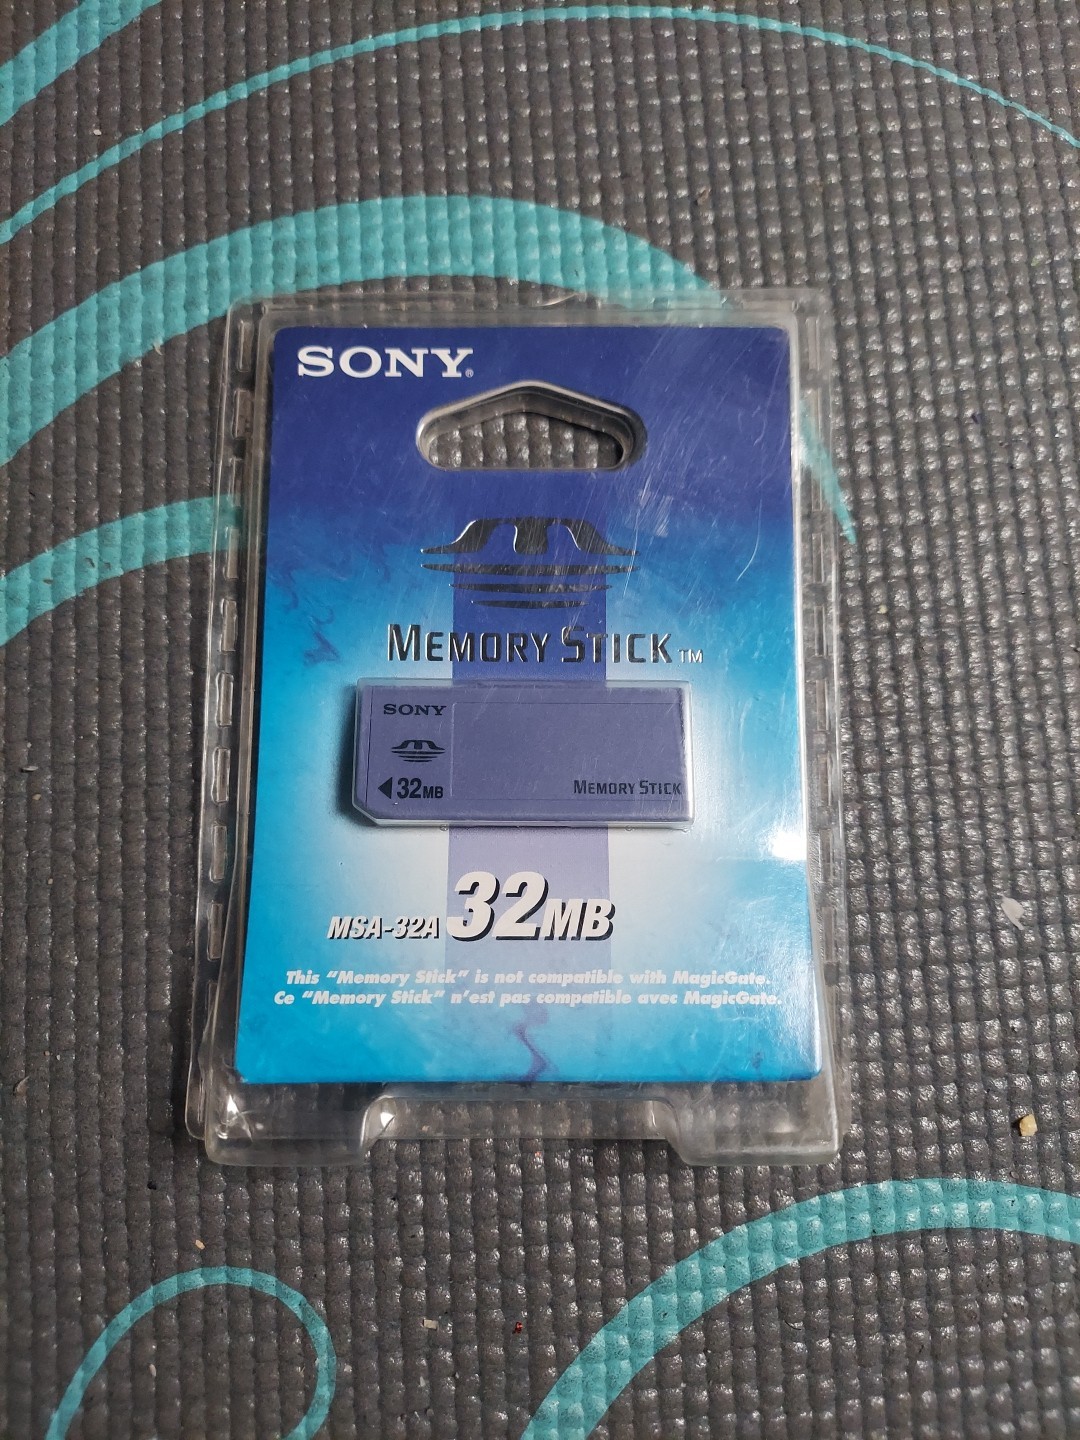 SONY®
MEMORY STICK™
SONY
◀32MB
MEMORY STICK
MSA-32A 32MB
This "Memory Stick" is not compatible with MagicGate.
Ce "Memory Stick" n'est pas compatible avec MagicGate.